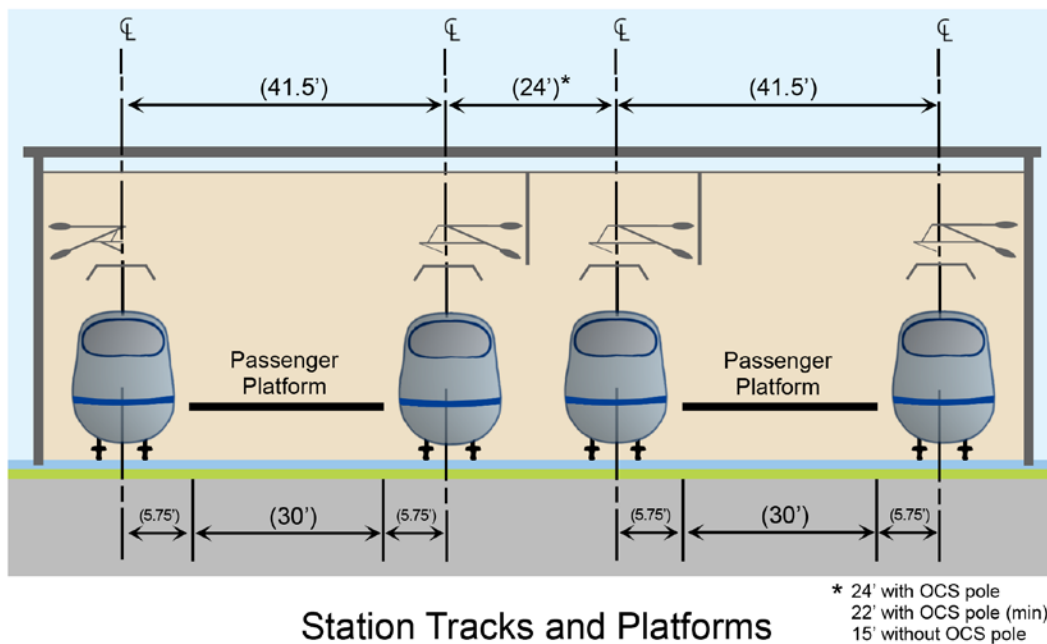 ℄ ℄ ℄ ℄
(41.5’) (24’)* (41.5’)
Passenger Passenger
Platform Platform
(5.75’) (30’) (5.75’) (5.75’) (30’) (5.75’)
* 24’ with OCS pole
22’ with OCS pole (min)
15’ without OCS pole
Station Tracks and Platforms